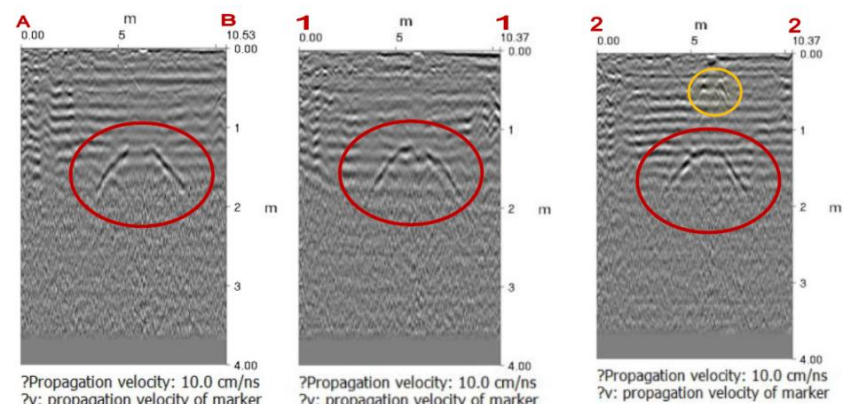 A m B
0.00 5 10.53
0.00
1
2 m
3
4.00
?Propagation velocity: 10.0 cm/ns
?v: propagation velocity of marker
1 m 1
0.00 5 10.37
0.00
1
2 m
3
4.00
?Propagation velocity: 10.0 cm/ns
?v: propagation velocity of marker
2 m 2
0.00 5 10.37
0.00
1
2 m
3
4.00
?Propagation velocity: 10.0 cm/ns
?v: propagation velocity of marker